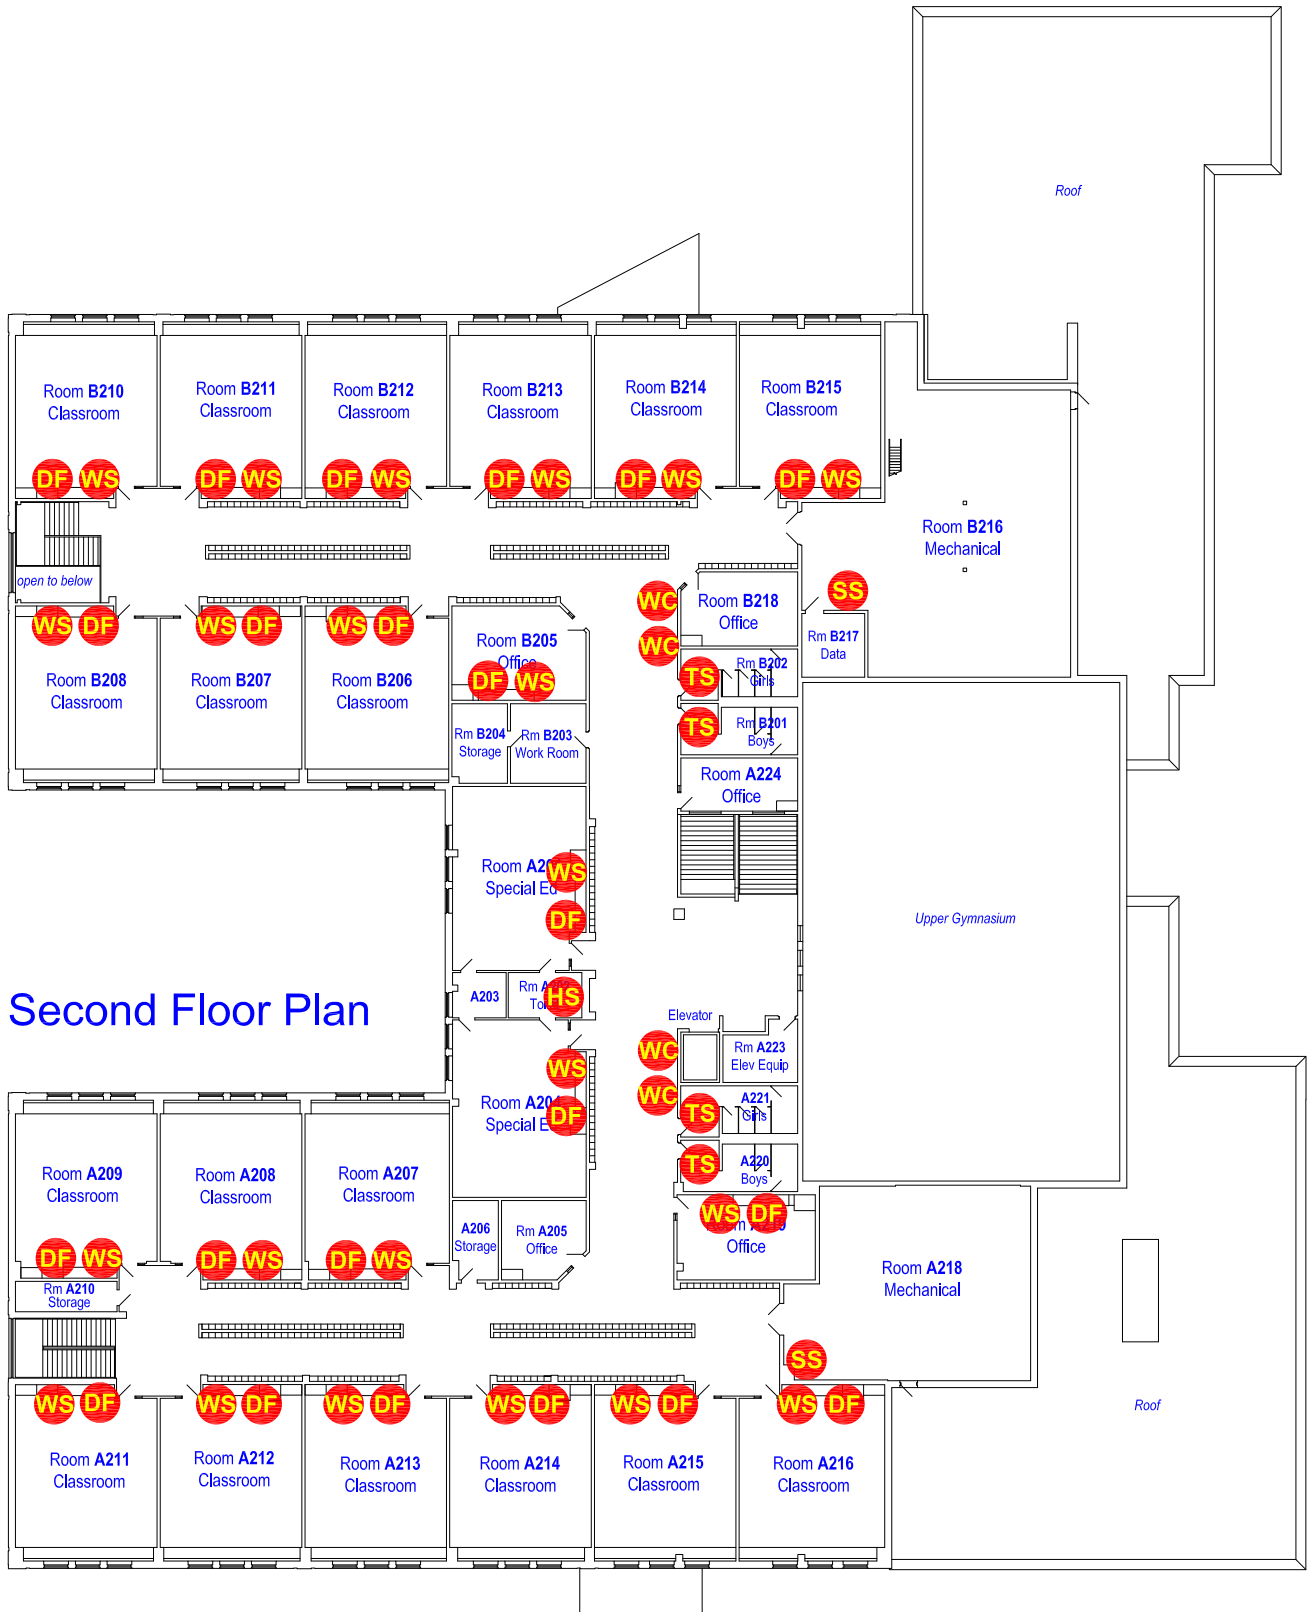 Roof
Room B210
Classroom
Room B211
Classroom
Room B212
Classroom
Room B213
Classroom
Room B214
Classroom
Room B215
Classroom
DF WS
DF WS
DF WS
DF WS
DF WS
DF WS
Room B216
Mechanical
open to below
SS
WC
Room B218
Office
WS DF
WS DF
WS DF
Room B205
Office
DF WS
Rm B217
Data
WC
Rm B202
Girls
TS
Room B208
Classroom
Room B207
Classroom
Room B206
Classroom
Rm B204
Storage
Rm B203
Work Room
TS
Rm B201
Boys
Room A224
Office
Room
Special Ed
WS
DF
Upper Gymnasium
Second Floor Plan
A203
Rm
HS
Elevator
WC
Rm A223
Elev Equip
WS
WC
Room A204
Special
DF
A221
Girls
TS
A220
Boys
TS
Room A209
Classroom
Room A208
Classroom
Room A207
Classroom
WS DF
Office
A206
Storage
Rm A205
Office
DF WS
DF WS
DF WS
Rm A210
Storage
Room A218
Mechanical
SS
WS DF
WS DF
WS DF
WS DF
WS DF
WS DF
Roof
Room A211
Classroom
Room A212
Classroom
Room A213
Classroom
Room A214
Classroom
Room A215
Classroom
Room A216
Classroom